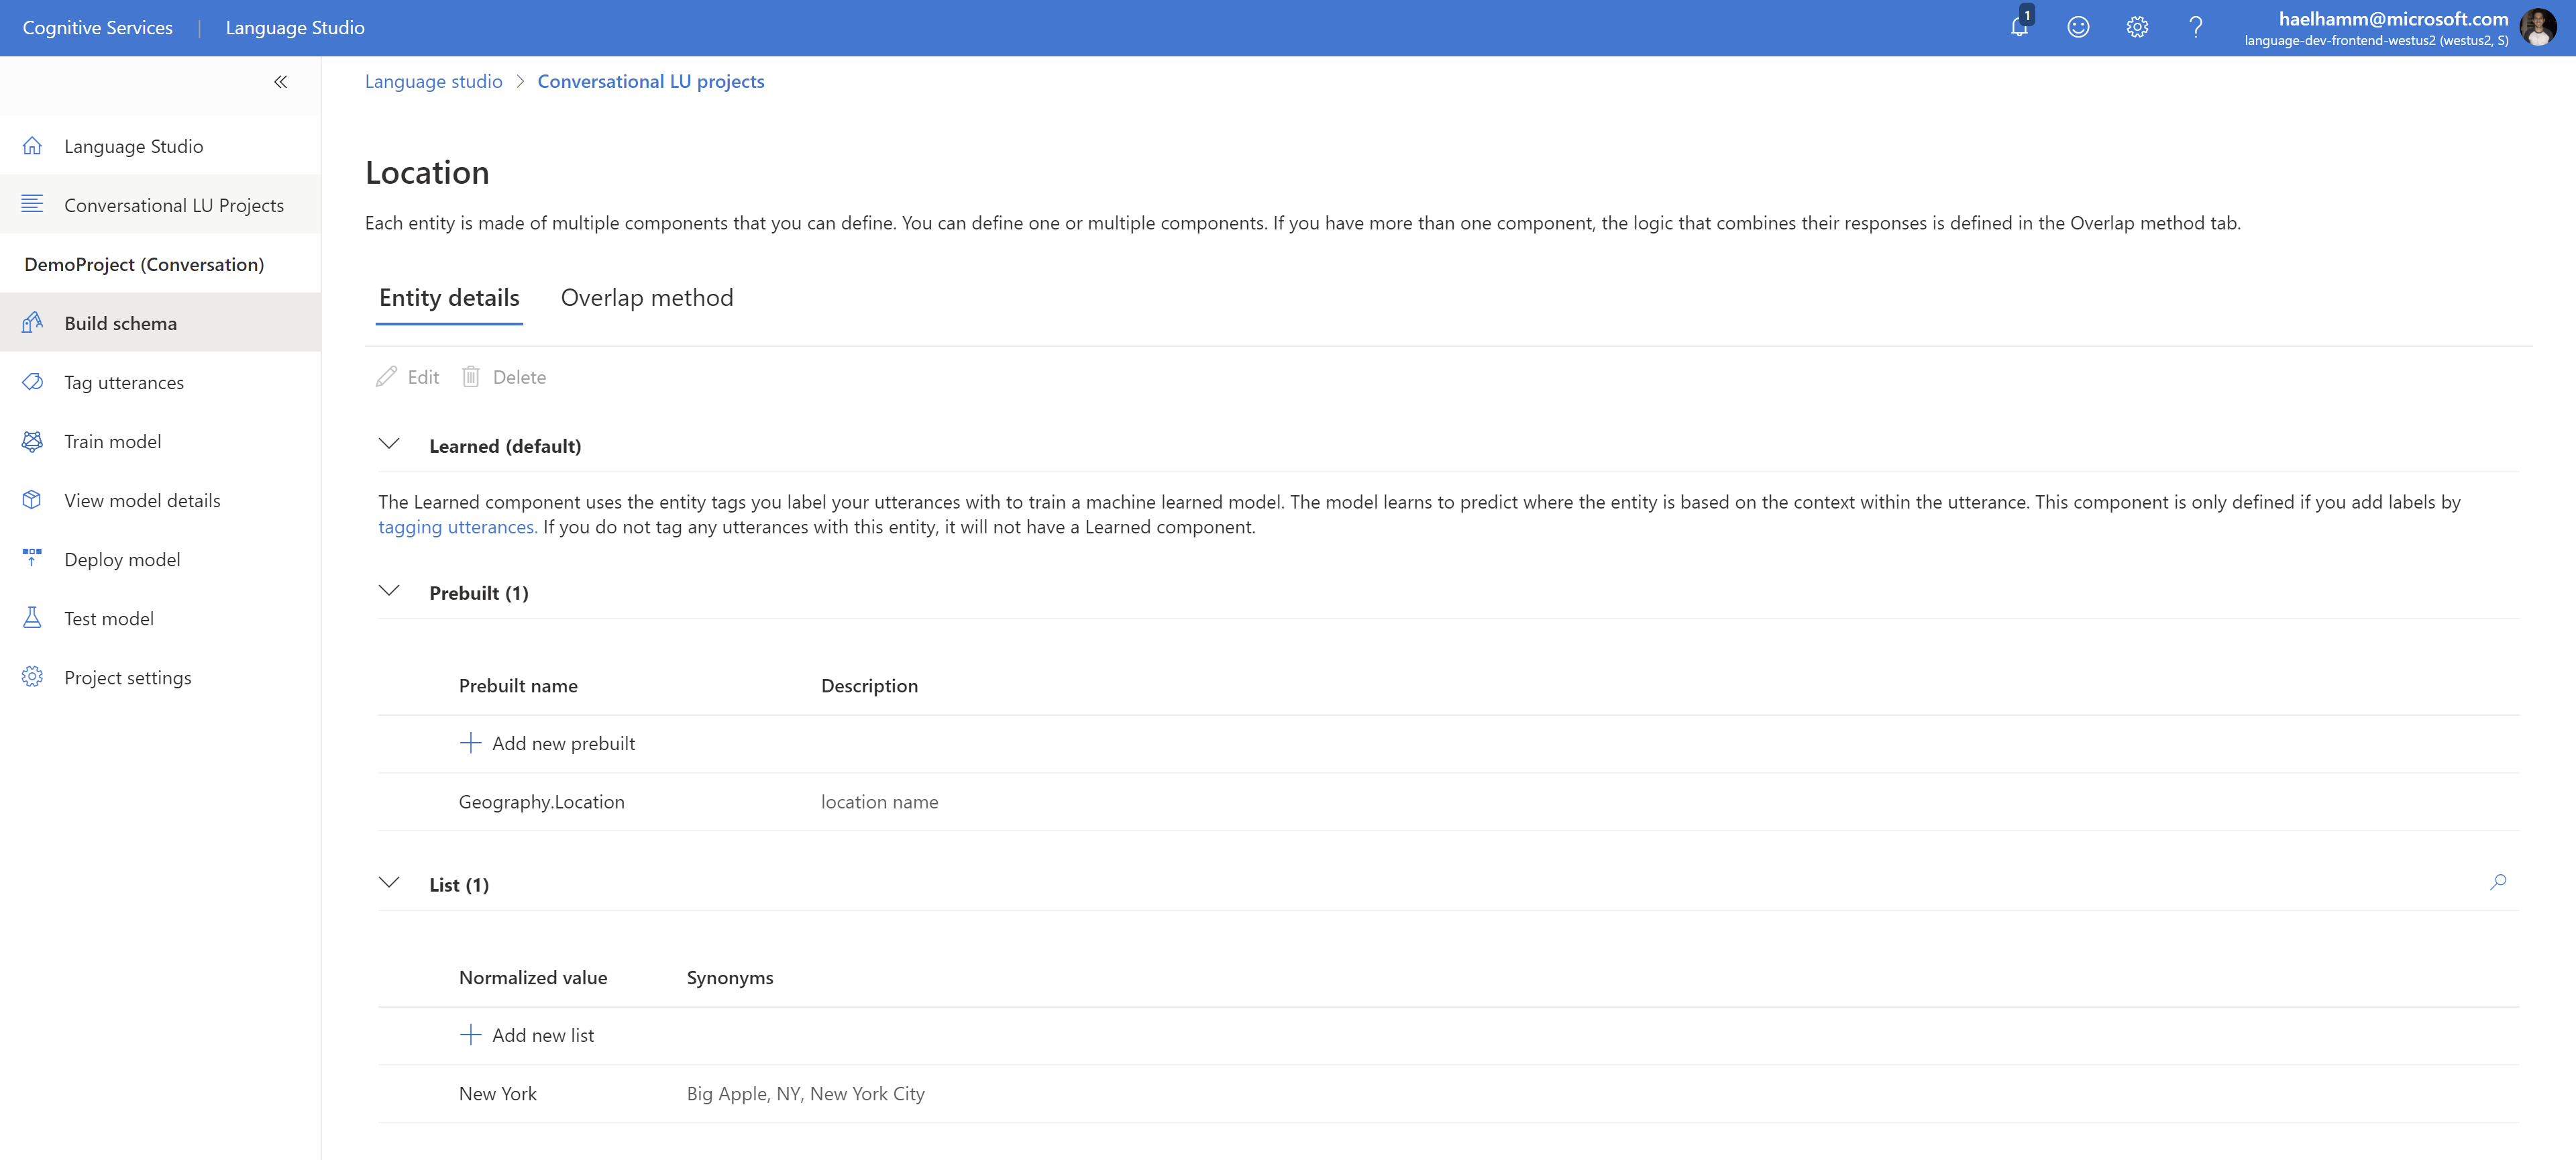 Cognitive Services | Language Studio
1
haelhamm@microsoft.com
language-dev-frontend-westus2 (westus2, S)
Language Studio
Conversational LU Projects
DemoProject (Conversation)
Build schema
Tag utterances
Train model
View model details
Deploy model
Test model
Project settings
Language studio > Conversational LU projects
Location
Each entity is made of multiple components that you can define. You can define one or multiple components. If you have more than one component, the logic that combines their responses is defined in the Overlap method tab.
Entity details Overlap method
Edit Delete
Learned (default)
The Learned component uses the entity tags you label your utterances with to train a machine learned model. The model learns to predict where the entity is based on the context within the utterance. This component is only defined if you add labels by
tagging utterances. If you do not tag any utterances with this entity, it will not have a Learned component.
Prebuilt (1)
Prebuilt name Description
Add new prebuilt
Geography.Location location name
List (1)
Normalized value Synonyms
Add new list
New York Big Apple, NY, New York City